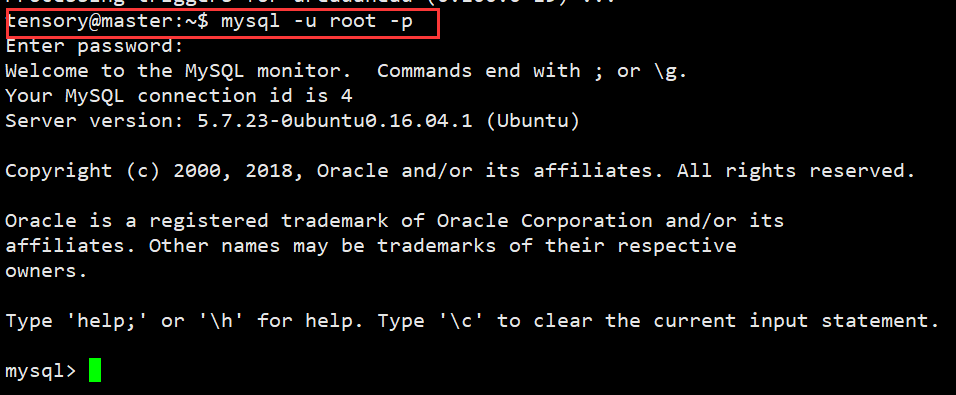 tensory@master:~$ mysql -u root -p
Enter password:
Welcome to the MySQL monitor.  Commands end with ; or \g.
Your MySQL connection id is 4
Server version: 5.7.23-0ubuntu0.16.04.1 (Ubuntu)
Copyright (c) 2000, 2018, Oracle and/or its affiliates. All rights reserved.
Oracle is a registered trademark of Oracle Corporation and/or its
affiliates. Other names may be trademarks of their respective
owners.
Type 'help;' or '\h' for help. Type '\c' to clear the current input statement.
mysql>